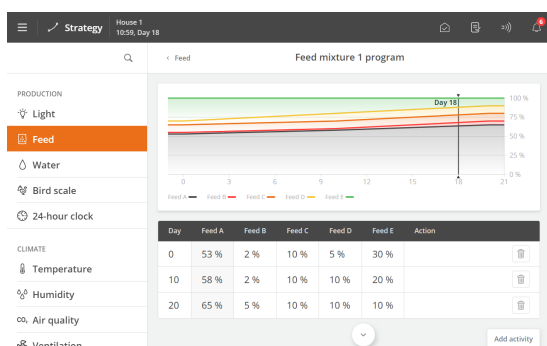 Strategy
House 1
10:59, Day 18
6
PRODUCTION
Light
Feed
Water
Bird scale
24-hour clock
CLIMATE
Temperature
Humidity
CO₂ Air quality
Ventilation
< Feed
Feed mixture 1 program
Day 18
100 %
75 %
50 %
25 %
0 %
0 3 6 9 12 15 18 21
Feed A Feed B Feed C Feed D Feed E
Day Feed A Feed B Feed C Feed D Feed E Action
0 53 % 2 % 10 % 5 % 30 %
10 58 % 2 % 10 % 10 % 20 %
20 65 % 5 % 10 % 10 % 10 %
Add activity